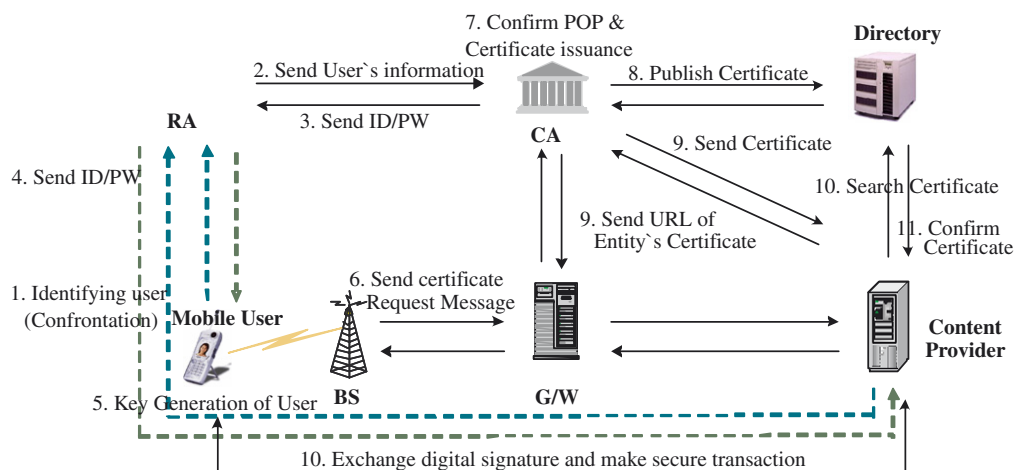 7. Confirm POP &
Certificate issuance
Directory
2. Send User`s information
8. Publish Certificate
3. Send ID/PW
RA
CA
9. Send Certificate
4. Send ID/PW
10. Search Certificate
9. Send URL of
Entity`s Certificate
11. Confirm
Certificate
6. Send certificate
Request Message
1. Identifying user
(Confrontation)
Mobile User
Content
Provider
5. Key Generation of User
BS
G/W
10. Exchange digital signature and make secure transaction